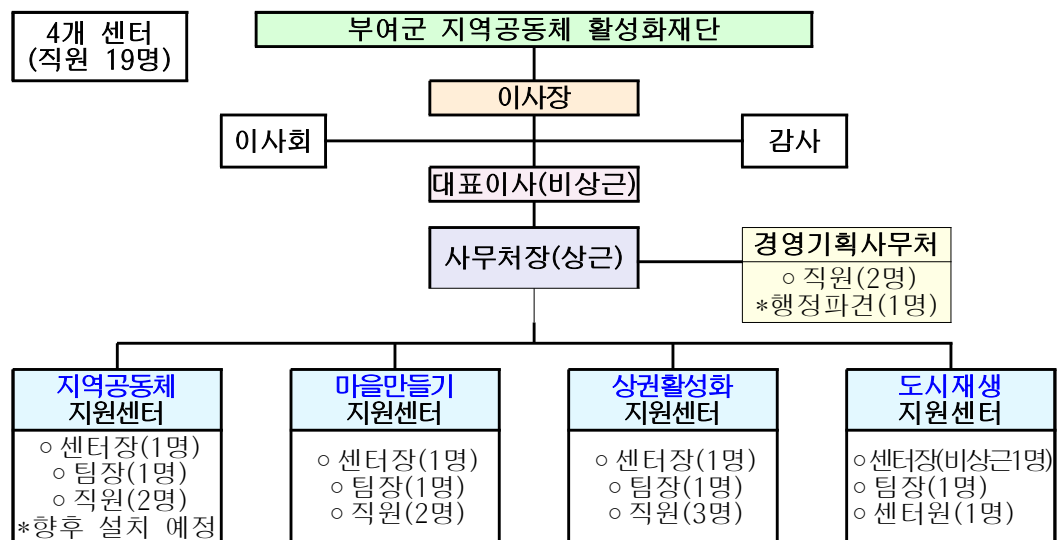 4개 센터
(직원 19명)
부여군 지역공동체 활성화재단
이사장
이사회
감사
대표이사(비상근)
사무처장(상근)
경영기획사무처
○ 직원(2명)
*행정파견(1명)
지역공동체
지원센터
○ 센터장(1명)
○ 팀장(1명)
○ 직원(2명)
*향후 설치 예정
마을만들기
지원센터
○ 센터장(1명)
○ 팀장(1명)
○ 직원(2명)
상권활성화
지원센터
○ 센터장(1명)
○ 팀장(1명)
○ 직원(3명)
도시재생
지원센터
○ 센터장(비상근1명)
○ 팀장(1명)
○ 센터원(1명)